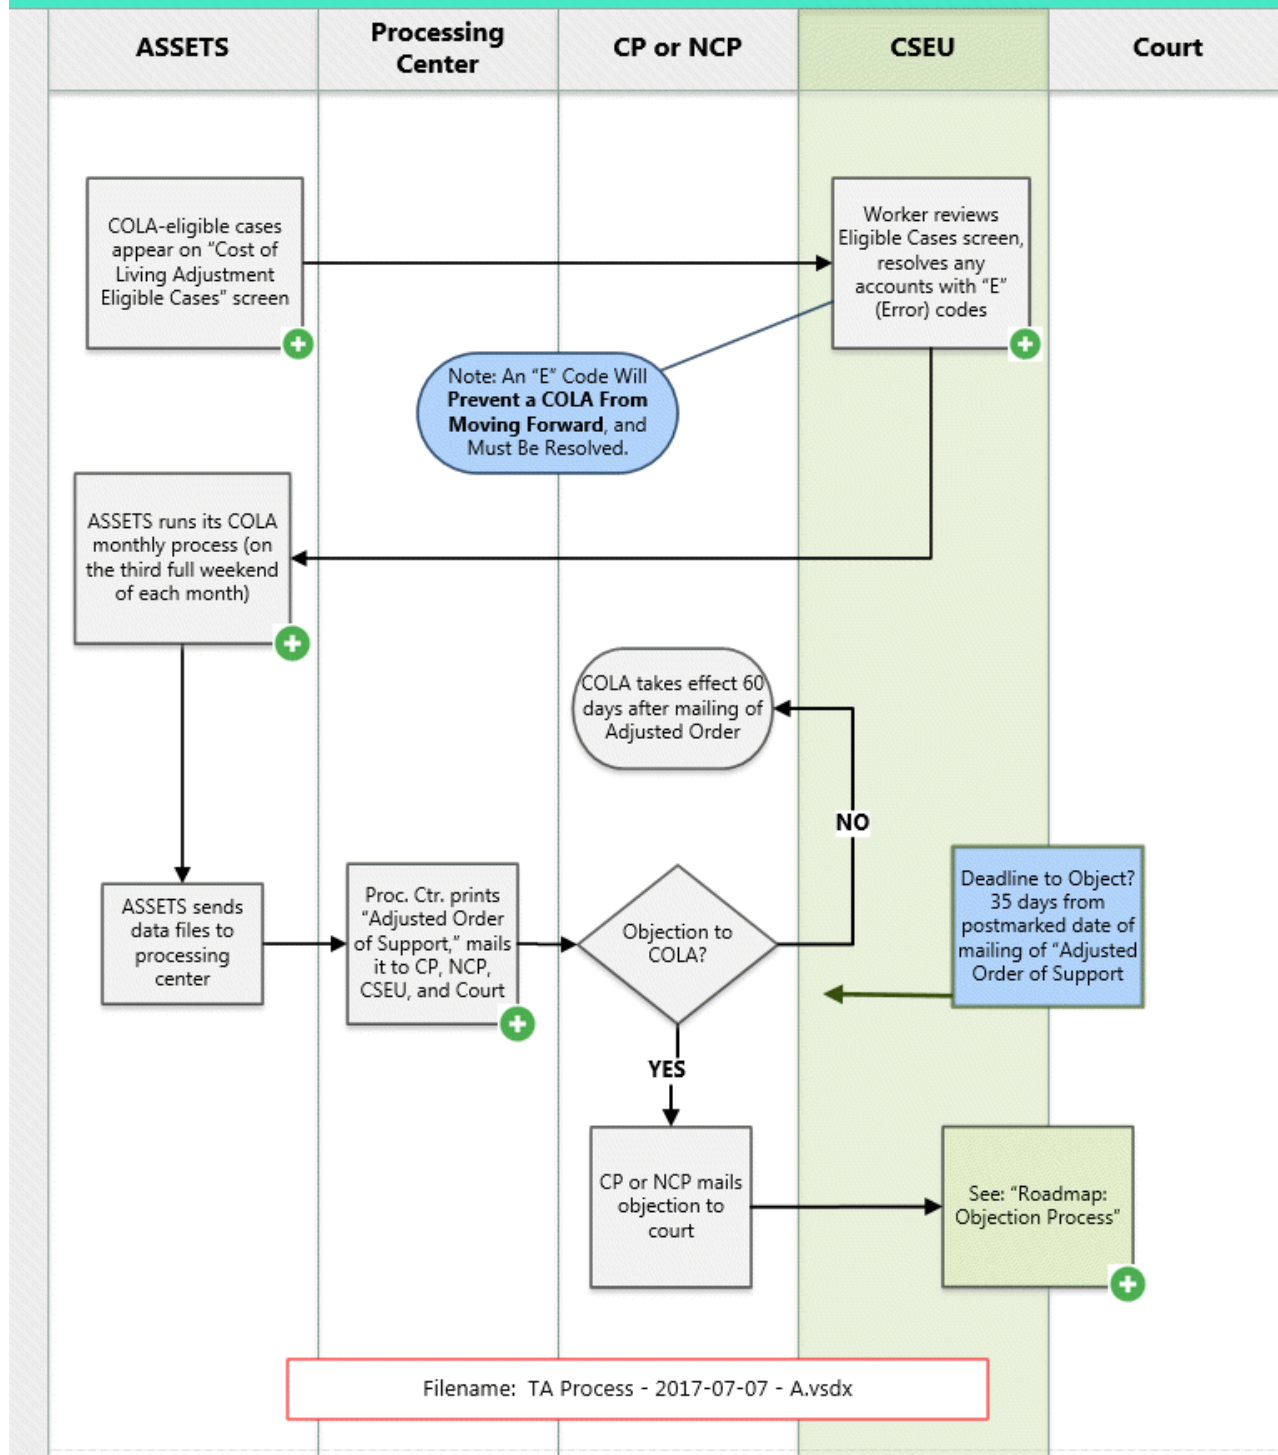 ASSETS
Processing
Center
CP or NCP
CSEU
Court
COLA-eligible cases
appear on “Cost of
Living Adjustment
Eligible Cases” screen
Worker reviews
Eligible Cases screen,
resolves any
accounts with “E”
(Error) codes
Note: An “E” Code Will
Prevent a COLA From
Moving Forward, and
Must Be Resolved.
ASSETS runs its COLA
monthly process (on
the third full weekend
of each month)
COLA takes effect 60
days after mailing of
Adjusted Order
NO
ASSETS sends
data files to
processing
center
Proc. Ctr. prints
“Adjusted Order
of Support,” mails
it to CP, NCP,
CSEU, and Court
Objection to
COLA?
Deadline to Object?
35 days from
postmarked date of
mailing of “Adjusted
Order of Support
YES
CP or NCP mails
objection to
court
See: “Roadmap:
Objection Process”
Filename: TA Process - 2017-07-07 - A.vsdx